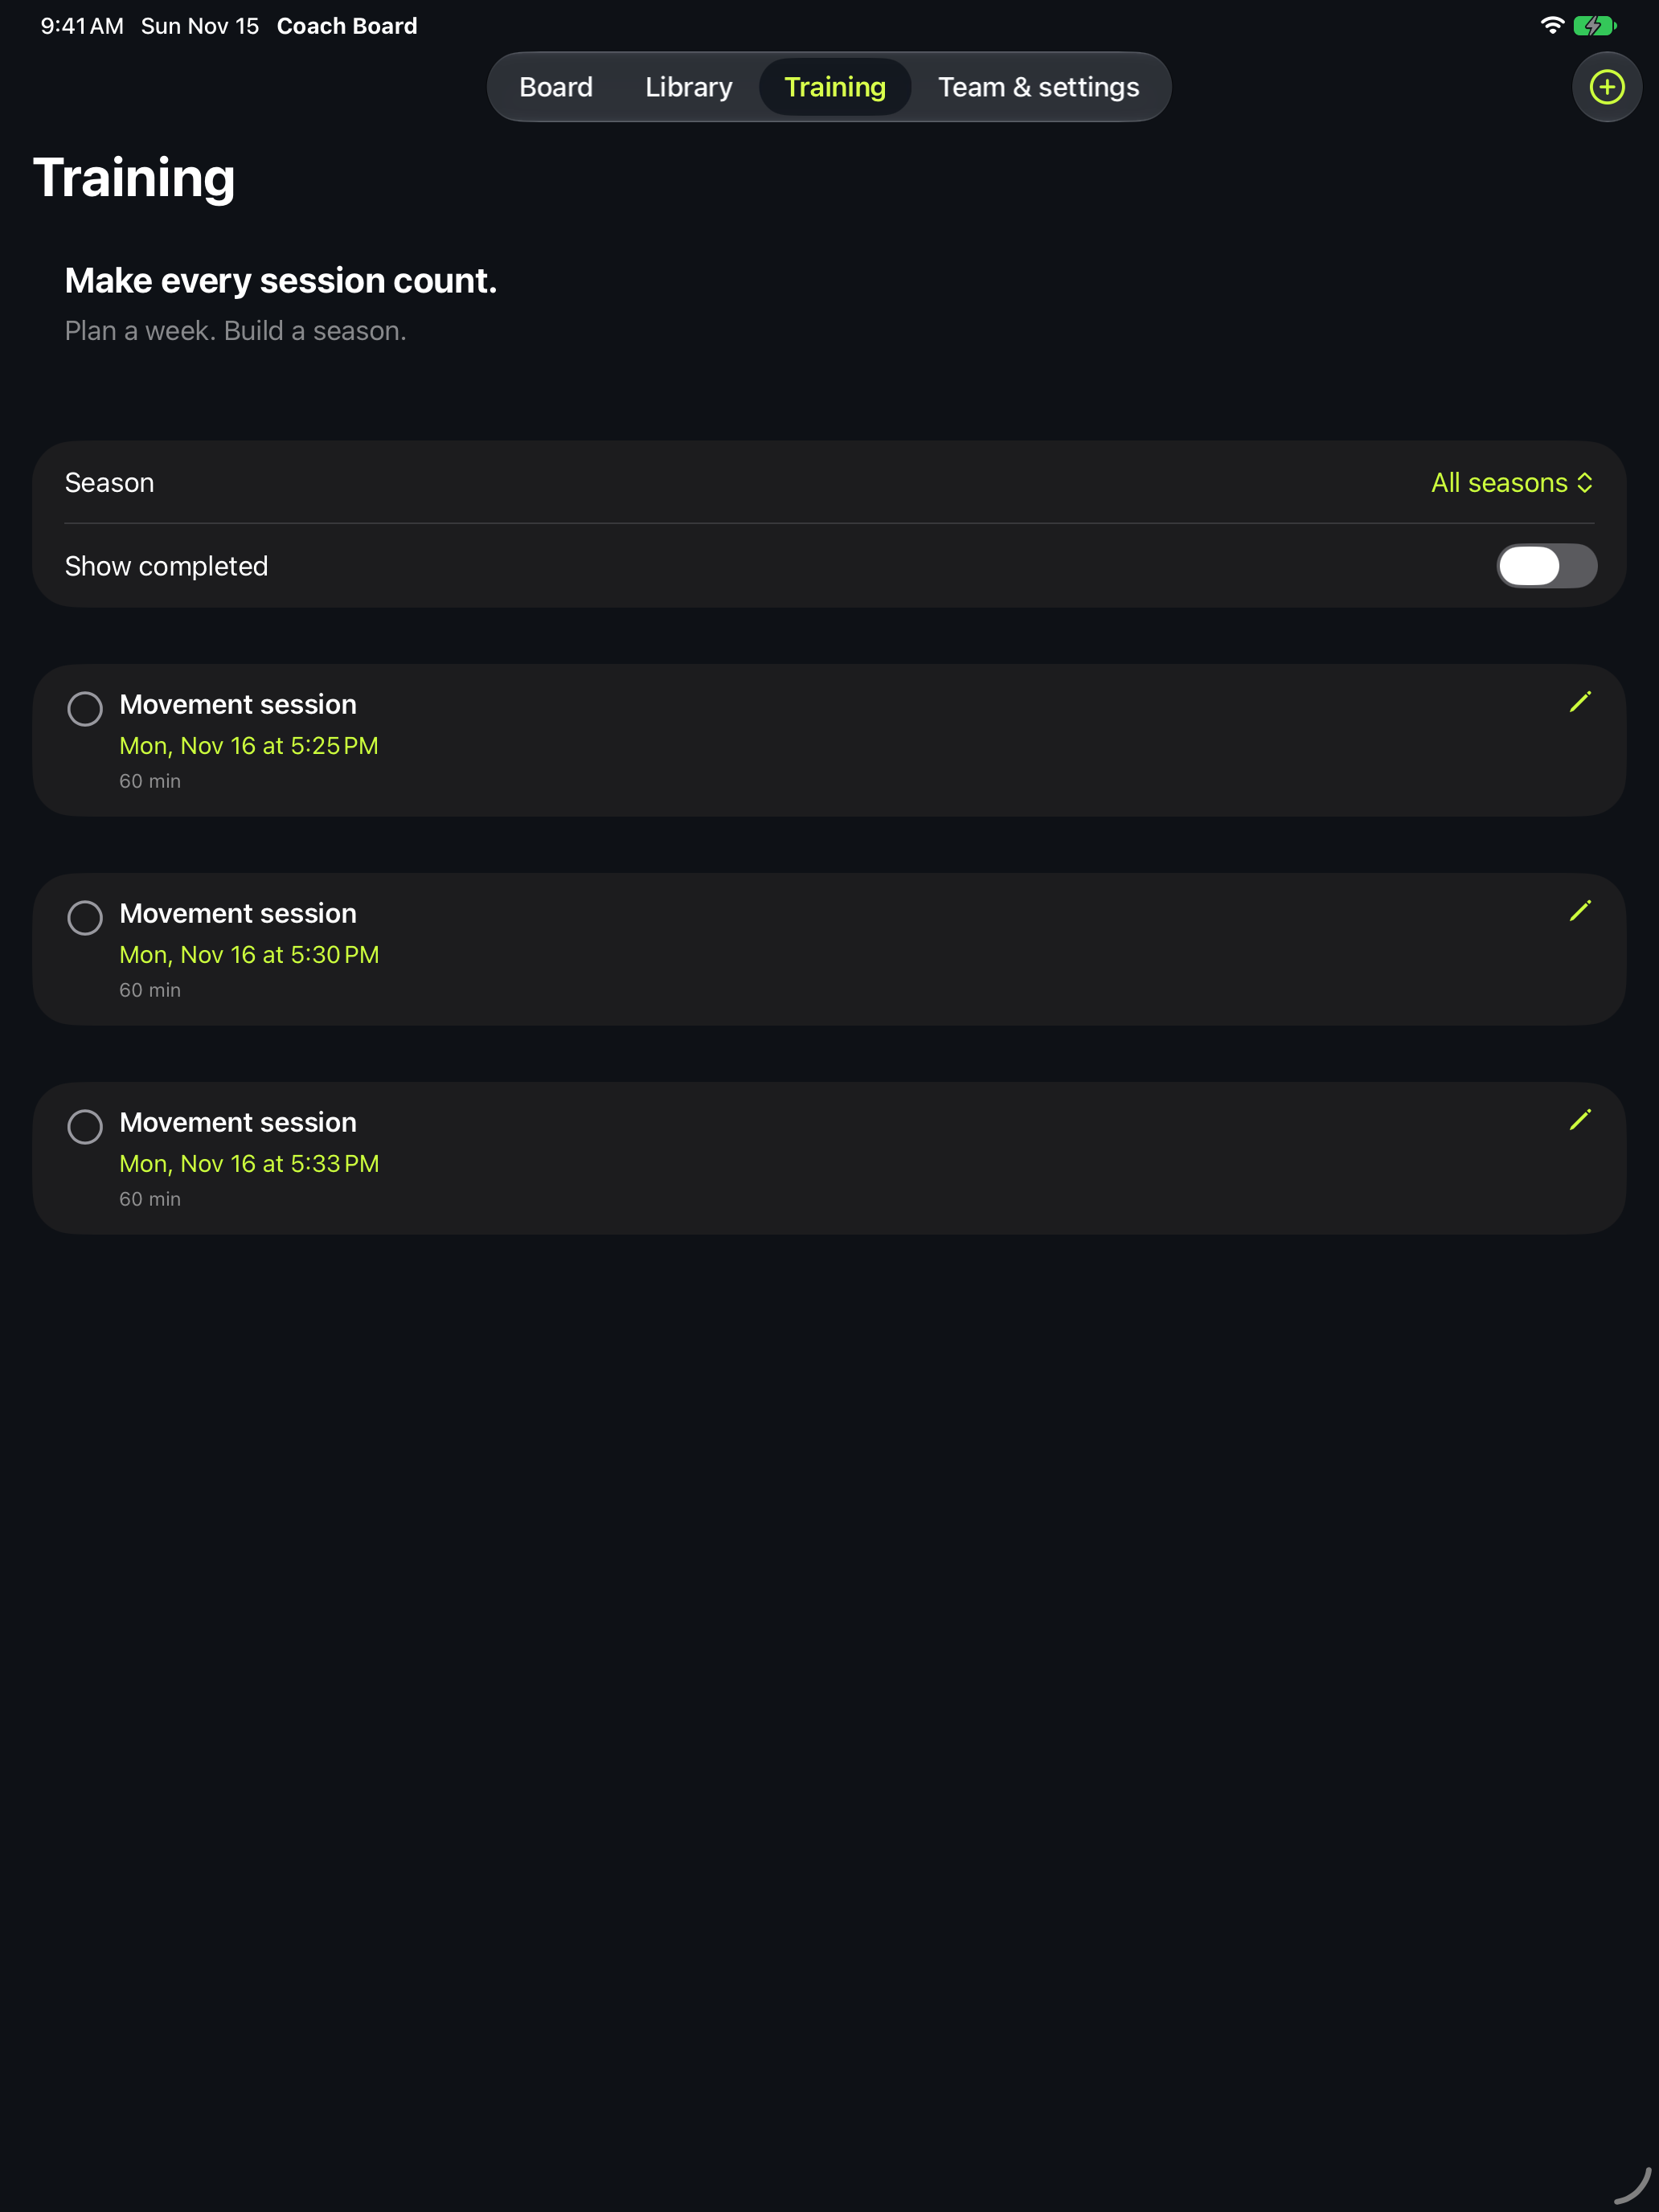 9:41 AM Sun Nov 15 Coach Board
Board Library Training Team & settings
Training
Make every session count.
Plan a week. Build a season.
Season All seasons
Show completed
Movement session
Mon, Nov 16 at 5:25 PM
60 min
Movement session
Mon, Nov 16 at 5:30 PM
60 min
Movement session
Mon, Nov 16 at 5:33 PM
60 min